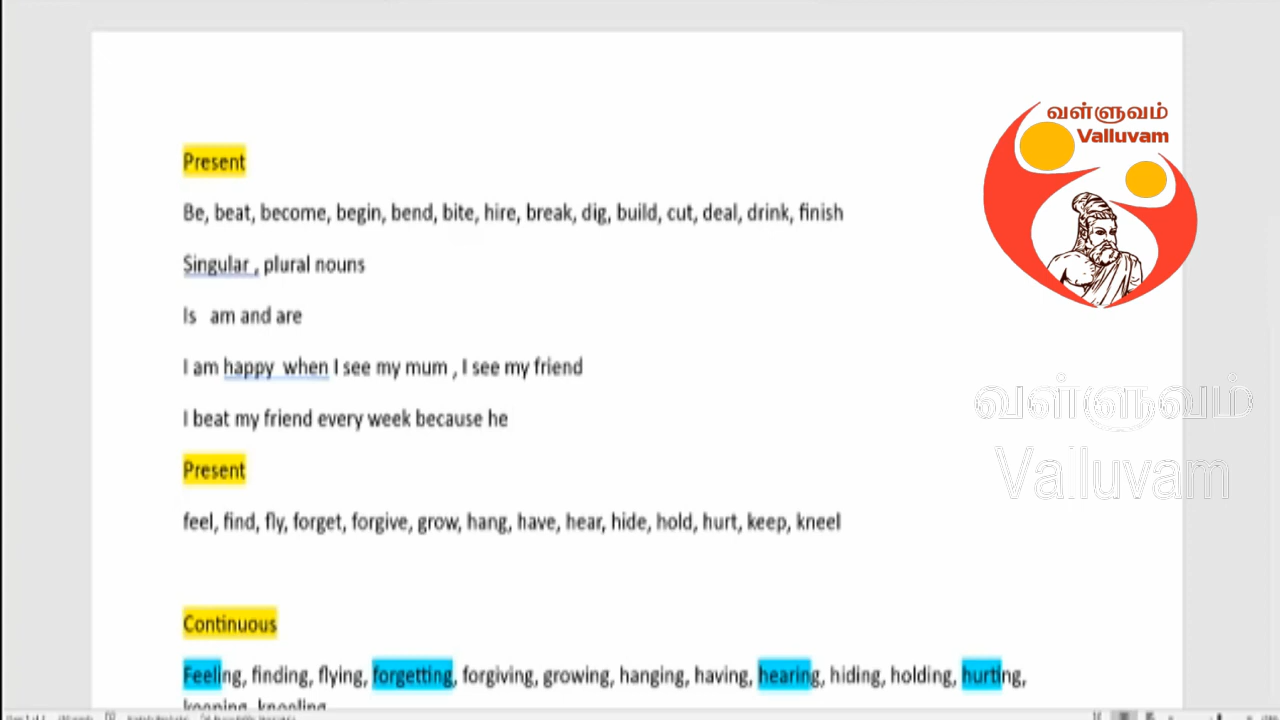 வள்ளுவம்
Valluvam
Present
Be, beat, become, begin, bend, bite, hire, break, dig, build, cut, deal, drink, finish
Singular , plural nouns
Is am and are
I am happy when I see my mum , I see my friend
I beat my friend every week because he
வள்ளுவம்
Valluvam
Present
feel, find, fly, forget, forgive, grow, hang, have, hear, hide, hold, hurt, keep, kneel
Continuous
Feeling, finding, flying, forgetting, forgiving, growing, hanging, having, hearing, hiding, holding, hurting,
keeping, kneeling